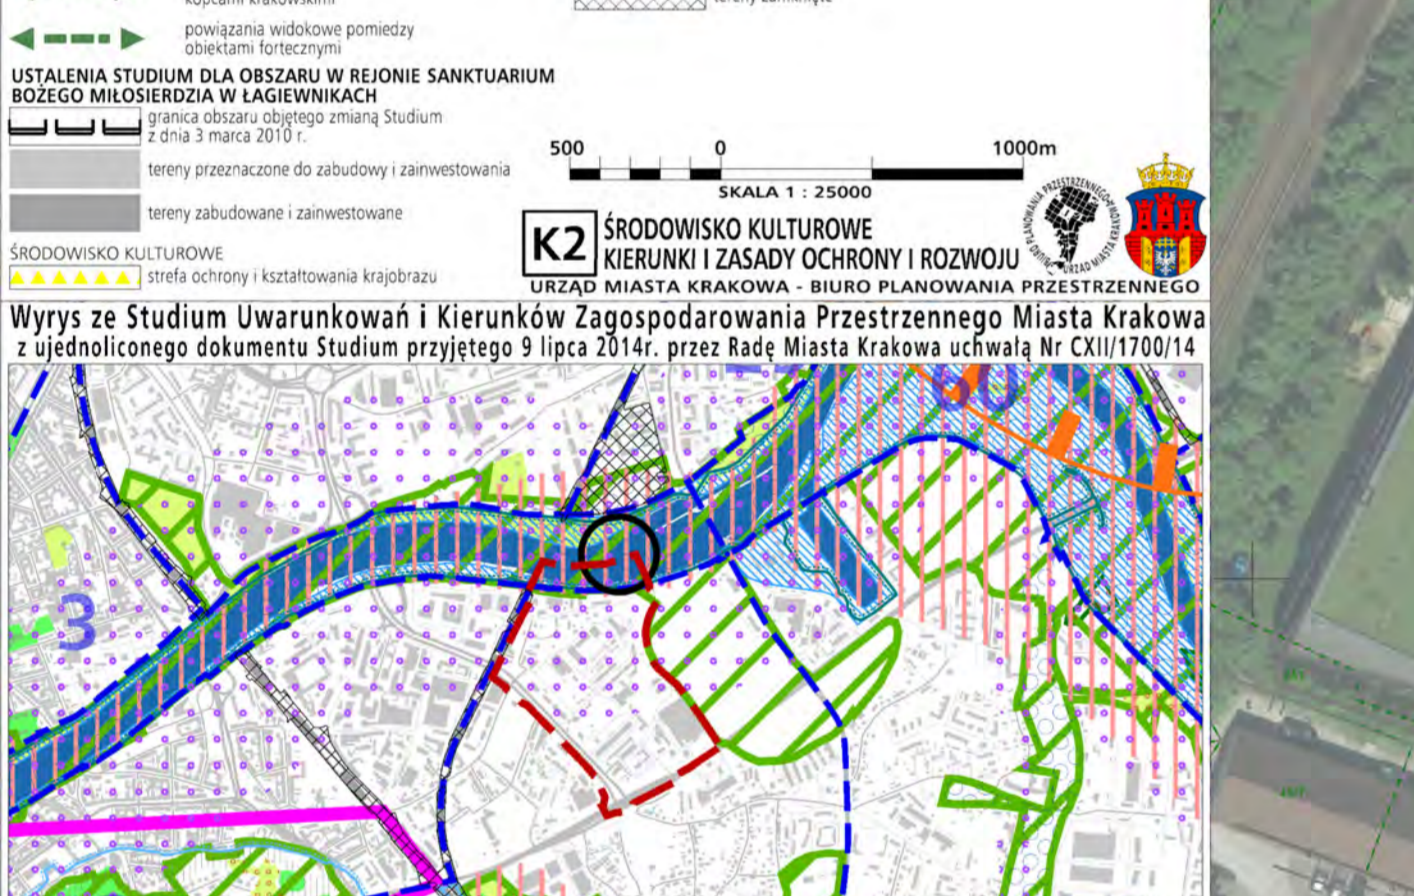 kopcami krakowskimi
tereny zamknięte
powiązania widokowe pomiedzy
obiektami fortecznymi
USTALENIA STUDIUM DLA OBSZARU W REJONIE SANKTUARIUM
BOŻEGO MIŁOSIERDZIA W ŁAGIEWNIKACH
granica obszaru objętego zmianą Studium
z dnia 3 marca 2010 r.
tereny przeznaczone do zabudowy i zainwestowania
tereny zabudowane i zainwestowane
ŚRODOWISKO KULTUROWE
strefa ochrony i kształtowania krajobrazu
500 0 1000m
SKALA 1 : 25000
K2
ŚRODOWISKO KULTUROWE
KIERUNKI I ZASADY OCHRONY I ROZWOJU
URZĄD MIASTA KRAKOWA - BIURO PLANOWANIA PRZESTRZENNEGO
Wyrys ze Studium Uwarunkowań i Kierunków Zagospodarowania Przestrzennego Miasta Krakowa
z ujednoliconego dokumentu Studium przyjętego 9 lipca 2014r. przez Radę Miasta Krakowa uchwałą Nr CXII/1700/14
3